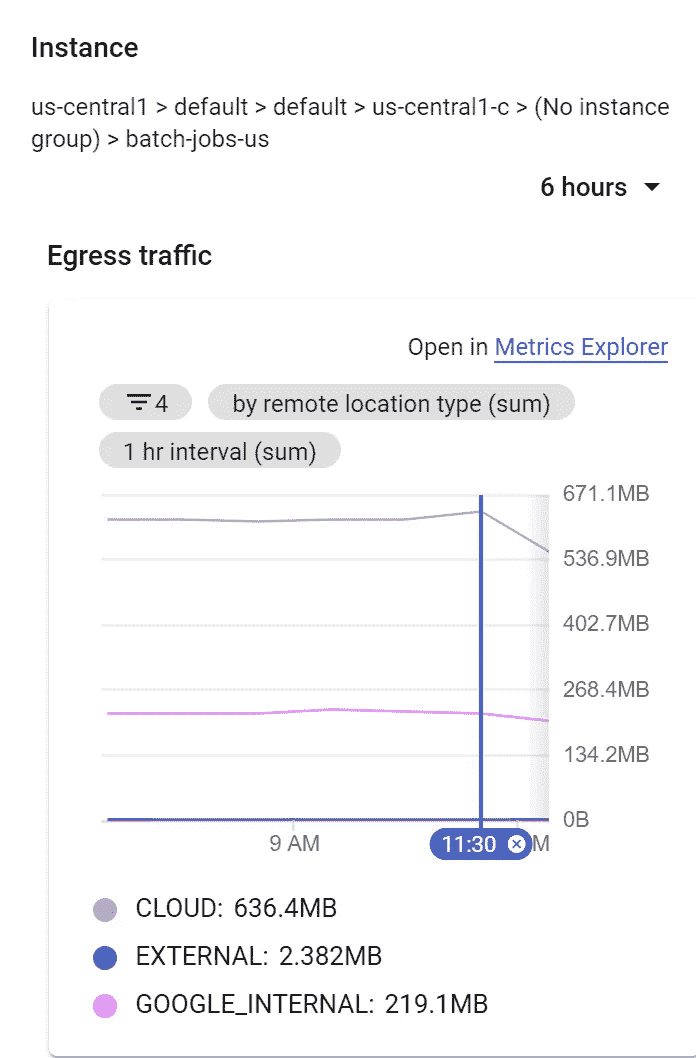 Instance
us-central1 > default > default > us-central1-c > (No instance
group) > batch-jobs-us
6 hours
Egress traffic
Open in Metrics Explorer
4
by remote location type (sum)
1 hr interval (sum)
671.1MB
536.9MB
402.7MB
268.4MB
134.2MB
0B
9 AM
11:30
M
CLOUD: 636.4MB
EXTERNAL: 2.382MB
GOOGLE_INTERNAL: 219.1MB